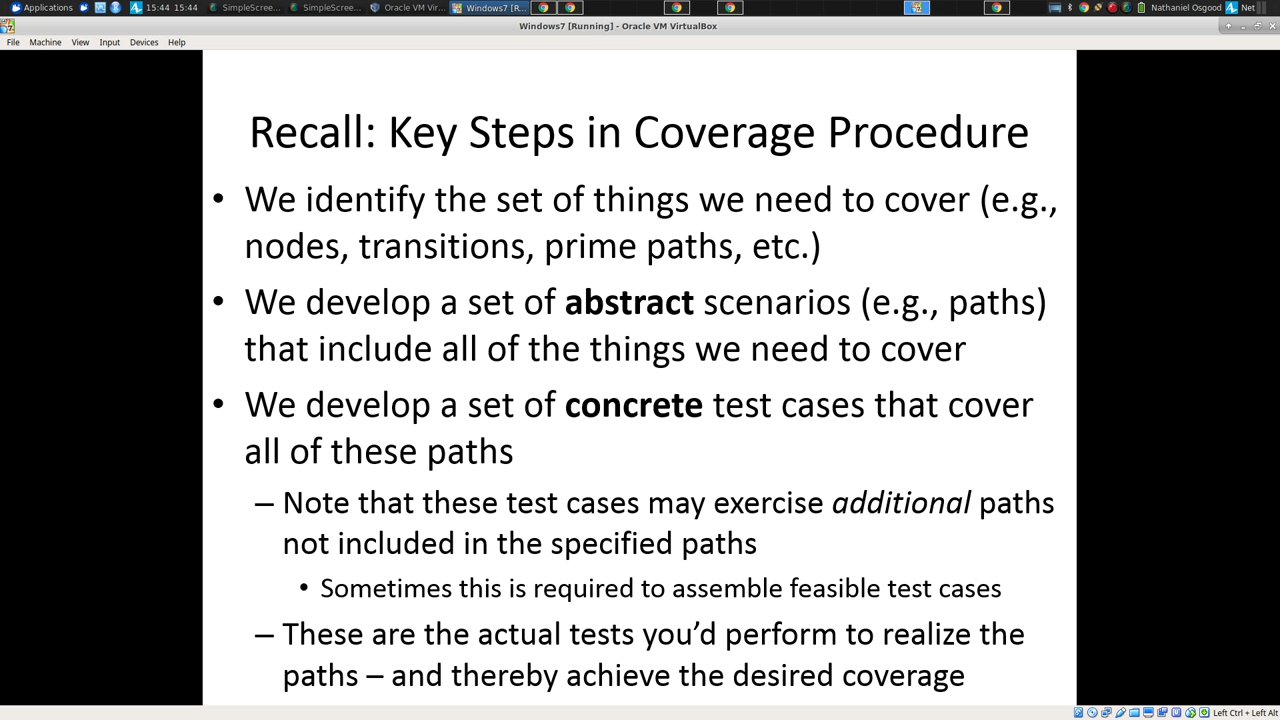 Applications 15:44 15:44 SimpleScree... SimpleScree... Oracle VM Vir... Windows7 [R... Nathaniel Osgood Net
Windows7 [Running] - Oracle VM VirtualBox
File Machine View Input Devices Help
Recall: Key Steps in Coverage Procedure
• We identify the set of things we need to cover (e.g.,
nodes, transitions, prime paths, etc.)
• We develop a set of abstract scenarios (e.g., paths)
that include all of the things we need to cover
• We develop a set of concrete test cases that cover
all of these paths
– Note that these test cases may exercise additional paths
not included in the specified paths
• Sometimes this is required to assemble feasible test cases
– These are the actual tests you’d perform to realize the
paths – and thereby achieve the desired coverage
Left Ctrl + Left Alt